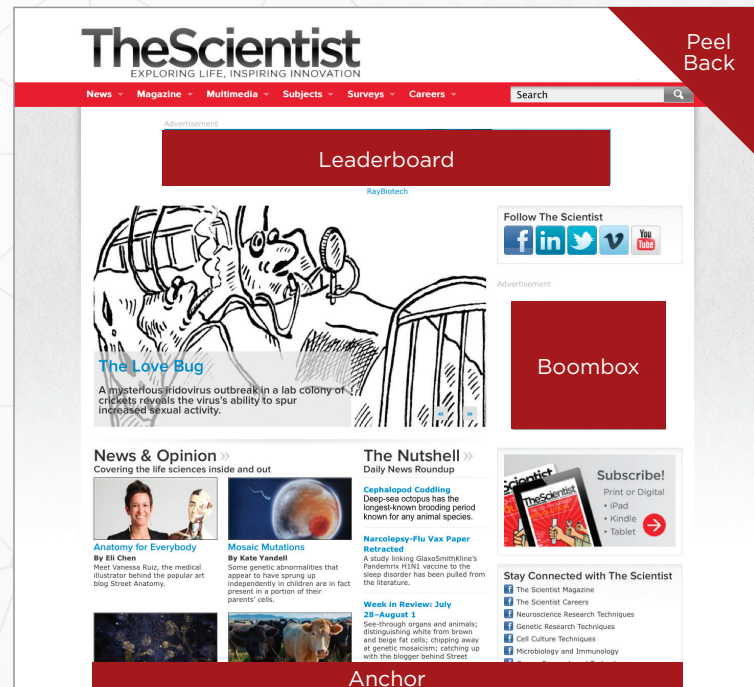 TheScientist
EXPLORING LIFE, INSPIRING INNOVATION
Peel
Back
News Magazine Multimedia Subjects Surveys Careers
Search
Advertisement
Leaderboard
RayBiotech
The Love Bug
A mysterious Iridovirus outbreak in a lab colony of
crickets reveals the virus's ability to spur
increased sexual activity.
« »
Follow The Scientist
f in V You Tube
Advertisement
Boombox
News & Opinion »
Covering the life sciences inside and out
Anatomy for Everybody
By Eli Chen
Meet Vanessa Ruiz, the medical
illustrator behind the popular art
blog Street Anatomy.
Mosaic Mutations
By Kate Yandell
Some genetic abnormalities that
appear to have sprung up
independently in children are in fact
present in a portion of their
parents' cells.
The Nutshell »
Daily News Roundup
Cephalopod Coddling
Deep-sea octopus has the
longest-known brooding period
known for any animal species.
Narcolepsy-Flu Vax Paper
Retracted
A study linking GlaxoSmithKline's
Pandemrix H1N1 vaccine to the
sleep disorder has been pulled from
the literature.
Week in Review: July
28–August 1
See-through organs and animals;
distinguishing white from brown
and beige fat cells; chipping away
at genetic mosaicism; catching up
with the blogger behind Street
TheScientist
Subscribe!
Print or Digital
• iPad
• Kindle
• Tablet
Stay Connected with The Scientist
The Scientist Magazine
The Scientist Careers
Neuroscience Research Techniques
Genetic Research Techniques
Cell Culture Techniques
Microbiology and Immunology
Anchor